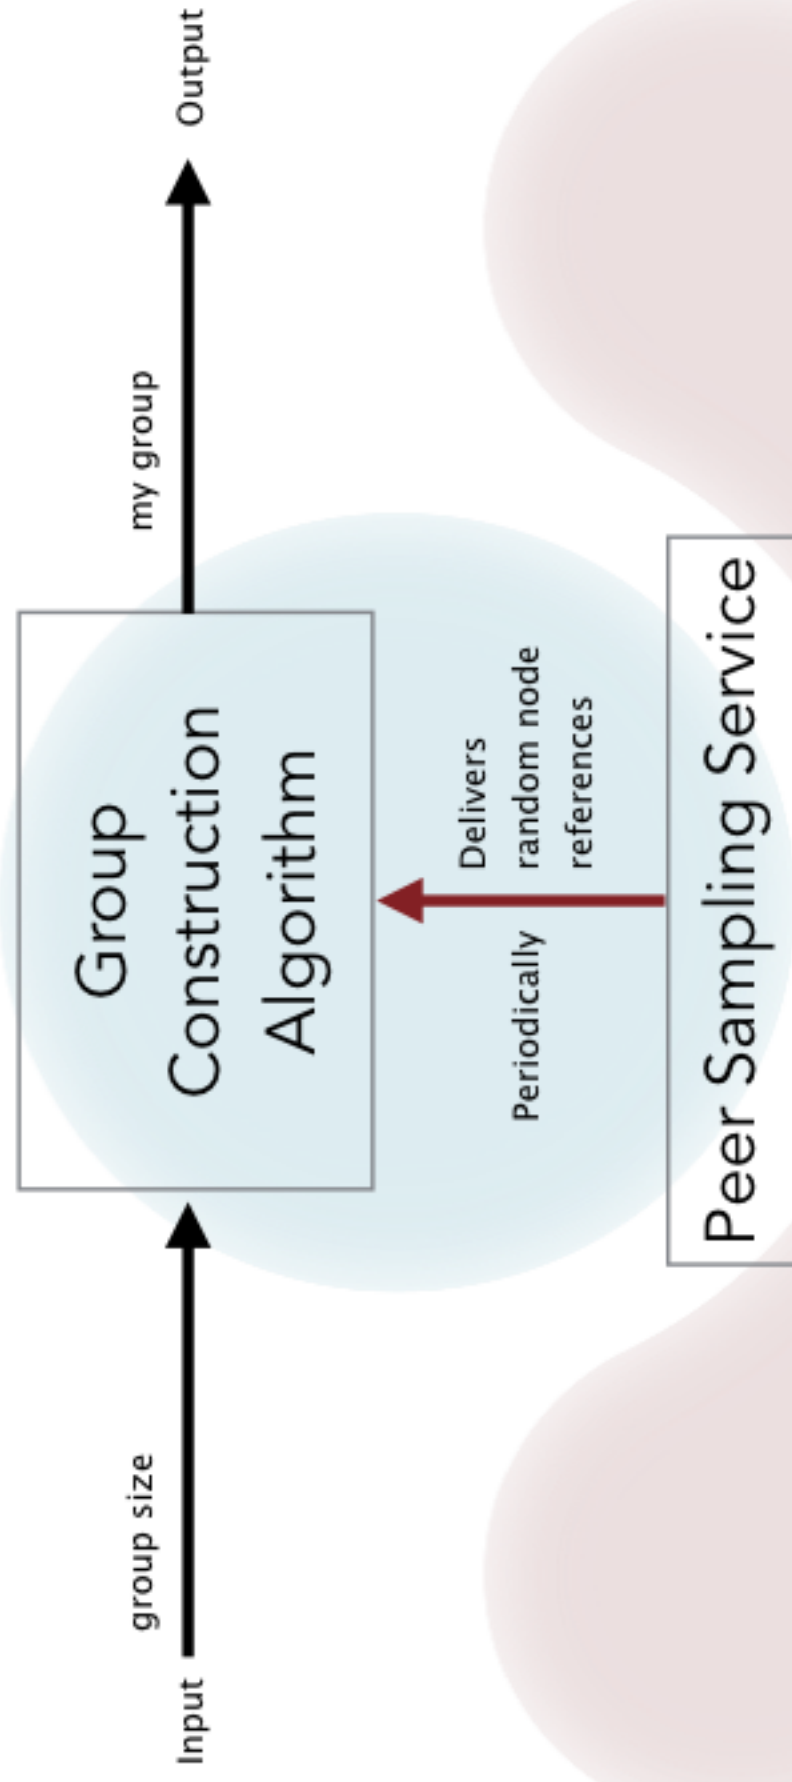 Input
group size
Group
Construction
Algorithm
my group
Output
Periodically
Delivers
random node
references
Peer Sampling Service